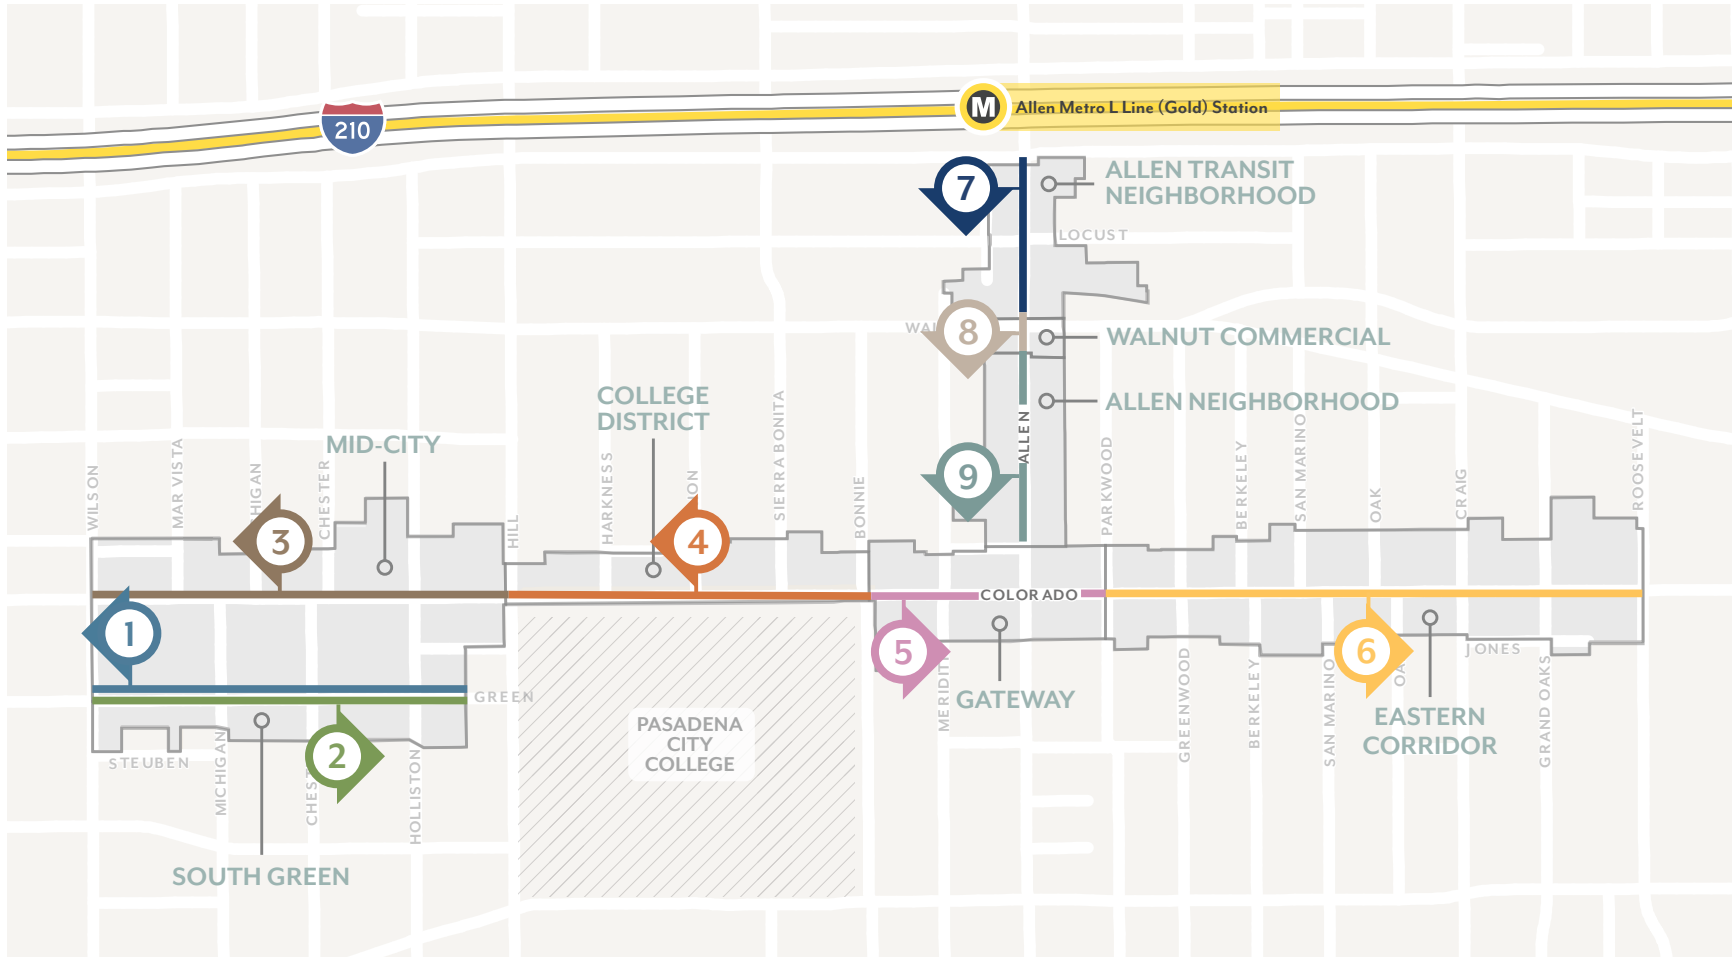 M
Allen Metro L Line (Gold) Station
210
7
ALLEN TRANSIT
NEIGHBORHOOD
LOCUST
8
WALNUT COMMERCIAL
ALLEN NEIGHBORHOOD
COLLEGE
DISTRICT
MID-CITY
WILSON
MAR VISTA
CHESTER
HILL
HARKNESS
SIERRA BONITA
BONNIE
ALLEN
PARKWOOD
BERKELEY
SAN MARINO
OAK
CRAIG
ROOSEVELT
9
3
4
COLORADO
1
5
6
JONES
GREEN
MERIDITH
GATEWAY
GREENWOOD
BERKELEY
SAN MARINO
GRAND OAKS
EASTERN
CORRIDOR
PASADENA
CITY
COLLEGE
2
STEUBEN
MICHIGAN
HOLLISTON
SOUTH GREEN